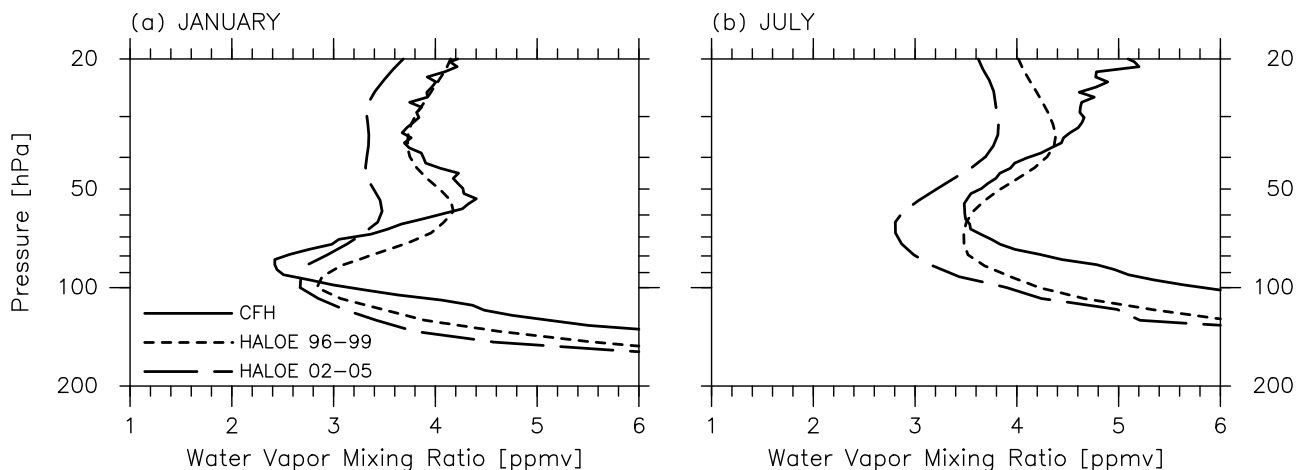 (a) JANUARY
(b) JULY
20
50
100
200
Pressure [hPa]
CFH
HALOE 96−99
HALOE 02−05
1 2 3 4 5 6
Water Vapor Mixing Ratio [ppmv]
20
50
100
200
1 2 3 4 5 6
Water Vapor Mixing Ratio [ppmv]